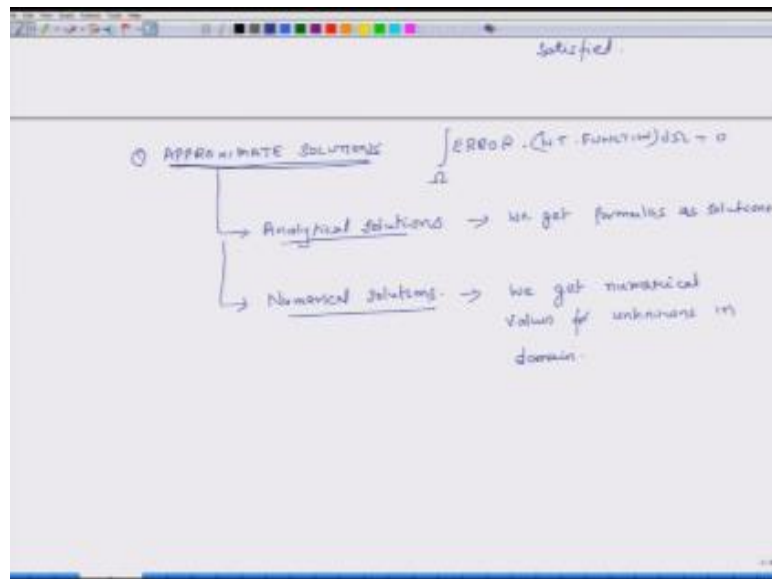 Satisfied.
① APPROXIMATE SOLUTIONS ∫ ERROR . (WT. FUNCTION) dΩ = 0
Ω
→ Analytical solutions → We get formulas as solutions
→ Numerical solutions. → We get numerical
values for unknowns in
domain.